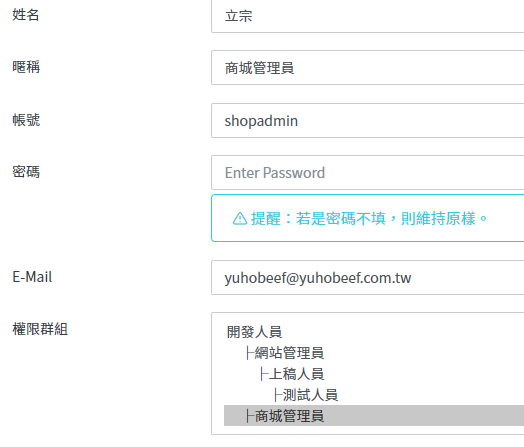 姓名
立宗
暱稱
商城管理員
帳號
shopadmin
密碼
Enter Password
提醒：若是密碼不填，則維持原樣。
E-Mail
yuhobeef@yuhobeef.com.tw
權限群組
開發人員
├網站管理員
├上稿人員
├測試人員
├商城管理員